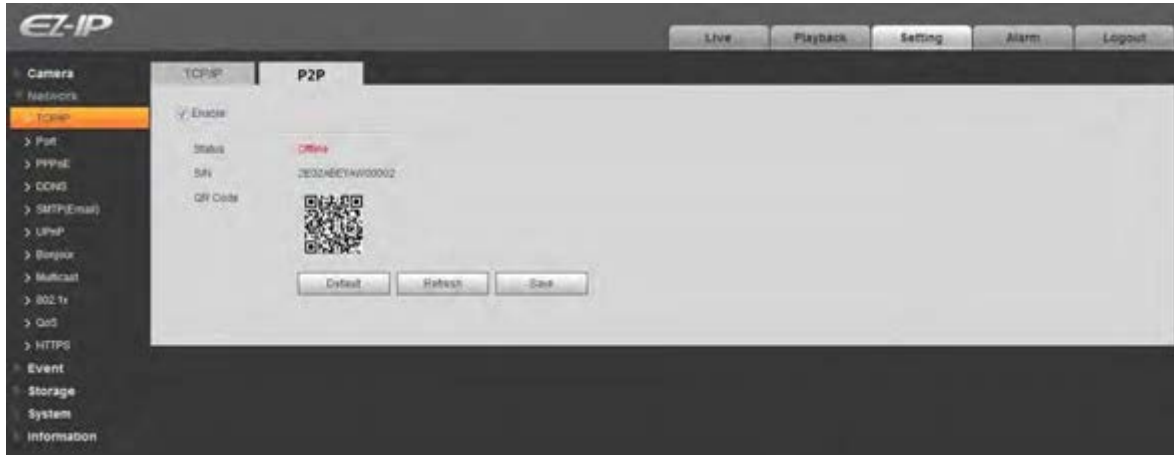 EZ-IP
Live Playback Setting Alarm Logout
Camera
Network
TCP/IP
> Port
> PPPoE
> DDNS
> SMTP(Email)
> UPnP
> Bonjour
> Multicast
> 802.1x
> QoS
> HTTPS
Event
Storage
System
Information
TCP/IP P2P
Enable
Status Offline
S/N
QR Code
Default Refresh Save